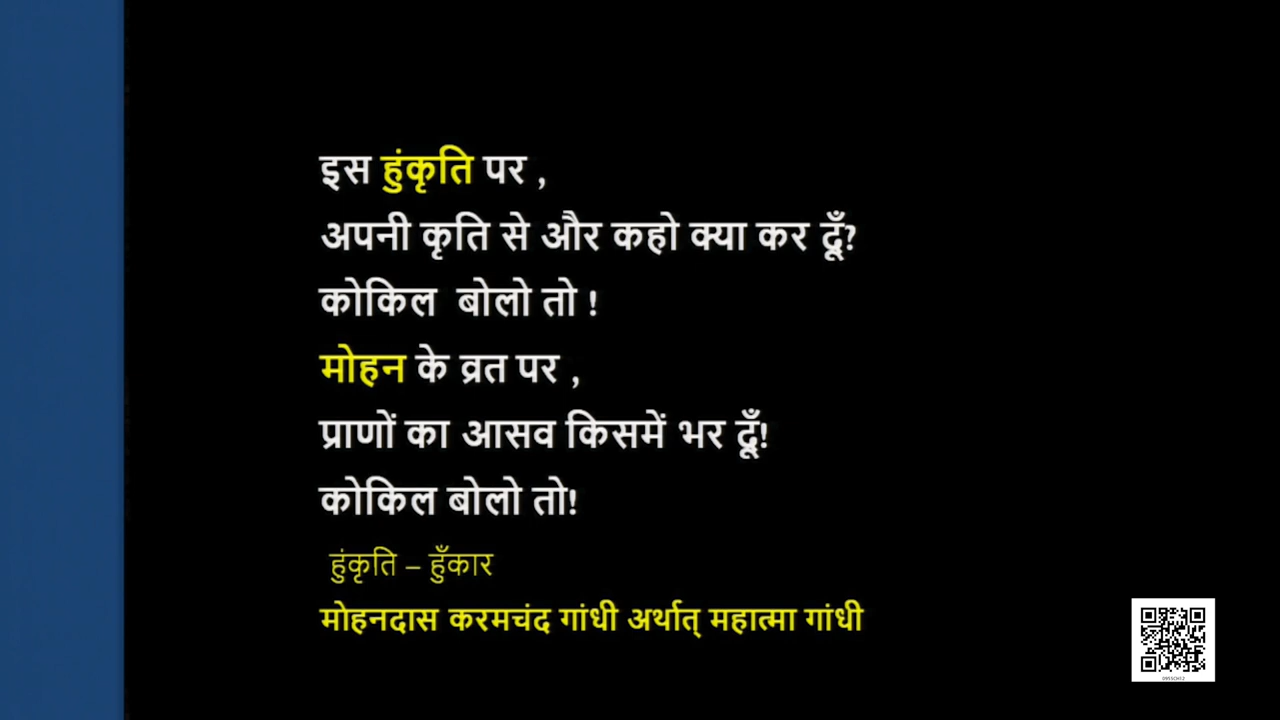 इस हुंकृति पर ,
अपनी कृति से और कहो क्या कर दूँ?
कोकिल बोलो तो !
मोहन के व्रत पर ,
प्राणों का आसव किसमें भर दूँ!
कोकिल बोलो तो!
हुंकृति – हुँकार
मोहनदास करमचंद गांधी अर्थात् महात्मा गांधी